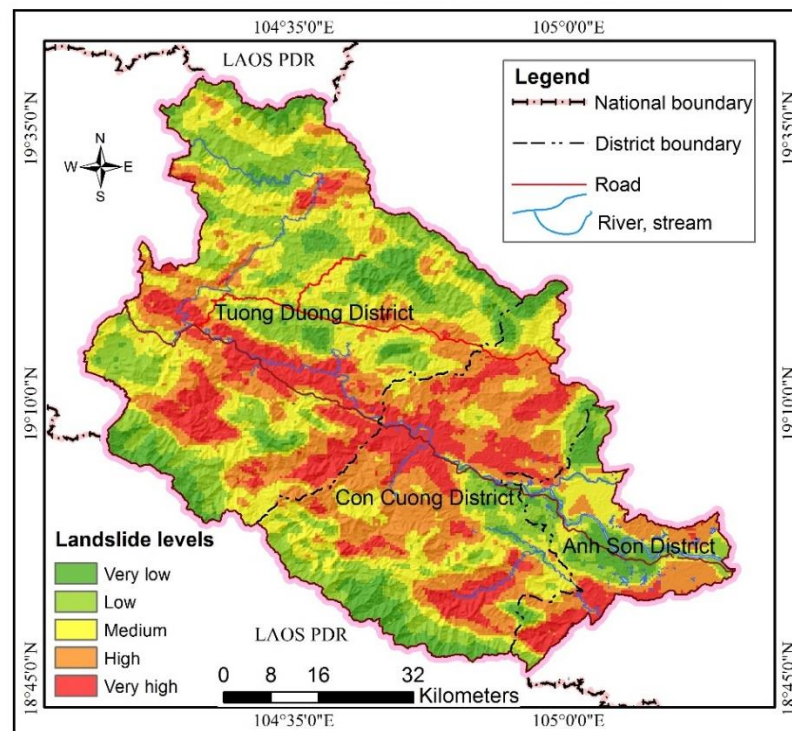 104°35'0"E 105°0'0"E
LAOS PDR
Legend
National boundary
District boundary
Road
River, stream
N
W E
S
19°35'0"N 19°35'0"N
Tuong Duong District
19°10'0"N 19°10'0"N
Con Cuong District
Anh Son District
Landslide levels
Very low
Low
Medium
High
Very high
LAOS PDR
0 8 16 32
Kilometers
18°45'0"N 18°45'0"N
104°35'0"E 105°0'0"E